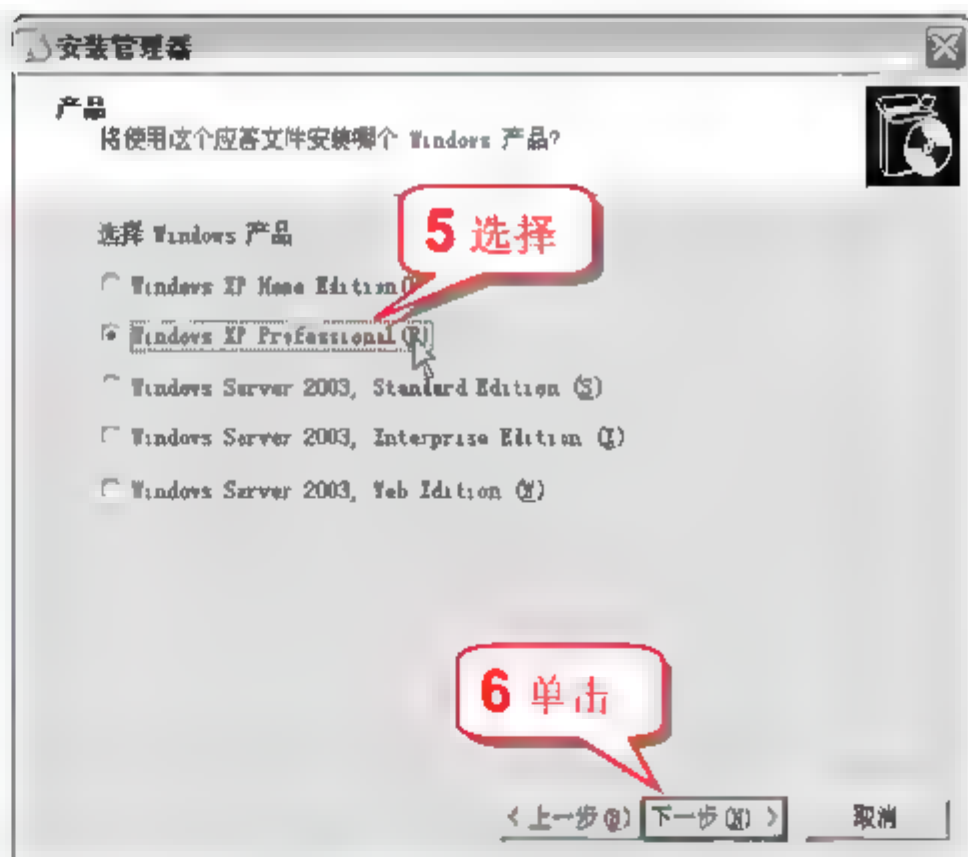 安装管理器
产品
将使用这个应答文件安装哪个 Windows 产品?
5 选择
选择 Windows 产品
Windows XP Home Edition
Windows XP Professional (R)
Windows Server 2003, Standard Edition (S)
Windows Server 2003, Enterprise Edition (E)
Windows Server 2003, Web Edition (W)
6 单击
< 上一步(B)
下一步(N) >
取消